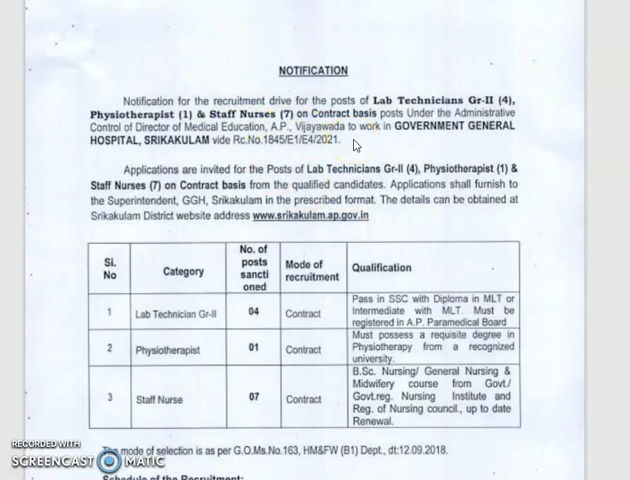 NOTIFICATION
Notification for the recruitment drive for the posts of Lab Technicians Gr-II (4),
Physiotherapist (1) & Staff Nurses (7) on Contract basis posts Under the Administrative
Control of Director of Medical Education, A.P., Vijayawada to work in GOVERNMENT GENERAL
HOSPITAL, SRIKAKULAM vide Rc.No.1845/E1/E4/2021.
Applications are invited for the Posts of Lab Technicians Gr-II (4), Physiotherapist (1) &
Staff Nurses (7) on Contract basis from the qualified candidates. Applications shall furnish to
the Superintendent, GGH, Srikakulam in the prescribed format. The details can be obtained at
Srikakulam District website address www.srikakulam.ap.gov.in
Sl.
No
Category
No. of
posts
sancti
oned
Mode of
recruitment
Qualification
1
Lab Technician Gr-II
04
Contract
Pass in SSC with Diploma in MLT or
Intermediate with MLT. Must be
registered in A.P. Paramedical Board
2
Physiotherapist
01
Contract
Must possess a requisite degree in
Physiotherapy from a recognized
university.
3
Staff Nurse
07
Contract
B.Sc. Nursing/ General Nursing &
Midwifery course from Govt./
Govt.reg. Nursing Institute and
Reg. of Nursing council., up to date
Renewal.
mode of selection is as per G.O.Ms.No.163, HM&FW (B1) Dept., dt:12.09.2018.
Schedule of the Recruitment:
RECORDED WITH
SCREENCAST MATIC